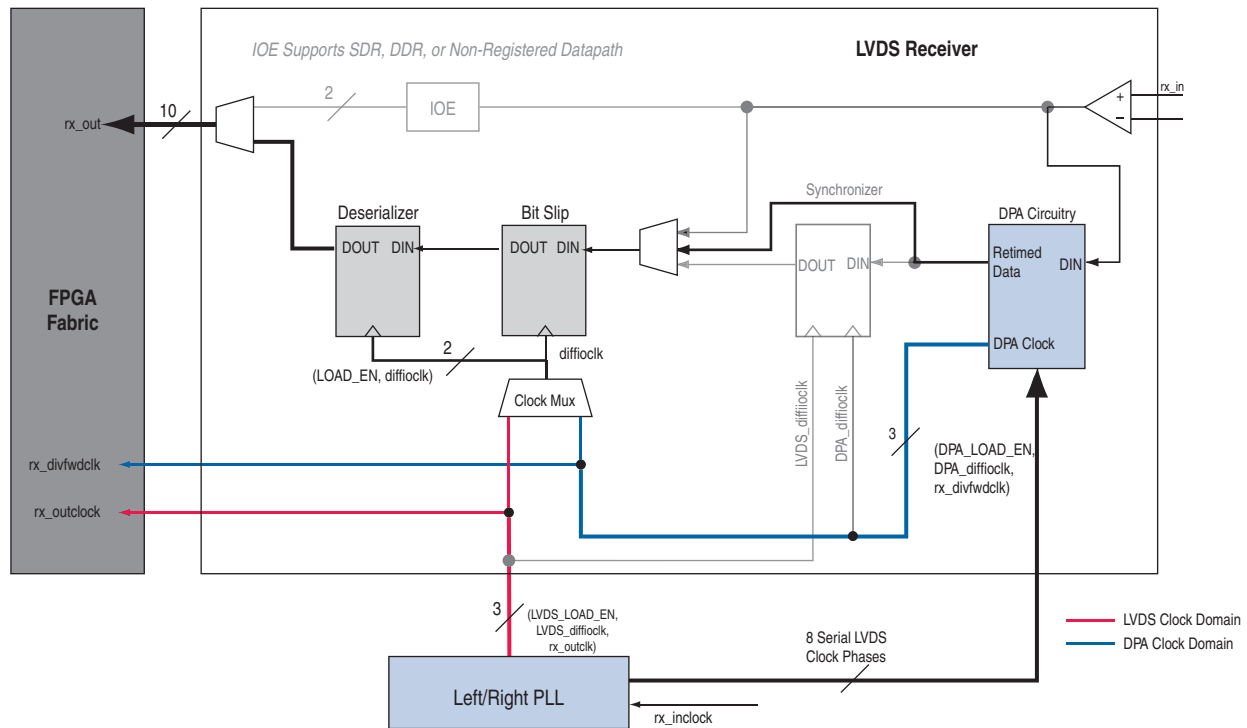 IOE Supports SDR, DDR, or Non-Registered Datapath
LVDS Receiver
rx_in
+
–
2
IOE
10
rx_out
Synchronizer
Deserializer
Bit Slip
DPA Circuitry
DOUT DIN
DOUT DIN
DOUT DIN
Retimed
Data
DIN
DPA Clock
FPGA
Fabric
2
(LOAD_EN, diffioclk)
diffioclk
Clock Mux
LVDS_diffiioclk
DPA_diffioclk
3
(DPA_LOAD_EN,
DPA_diffioclk,
rx_divfwdclk)
rx_divfwdclk
rx_outclock
3
(LVDS_LOAD_EN,
LVDS_diffioclk,
rx_outclk)
8 Serial LVDS
Clock Phases
LVDS Clock Domain
DPA Clock Domain
Left/Right PLL
rx_inclock